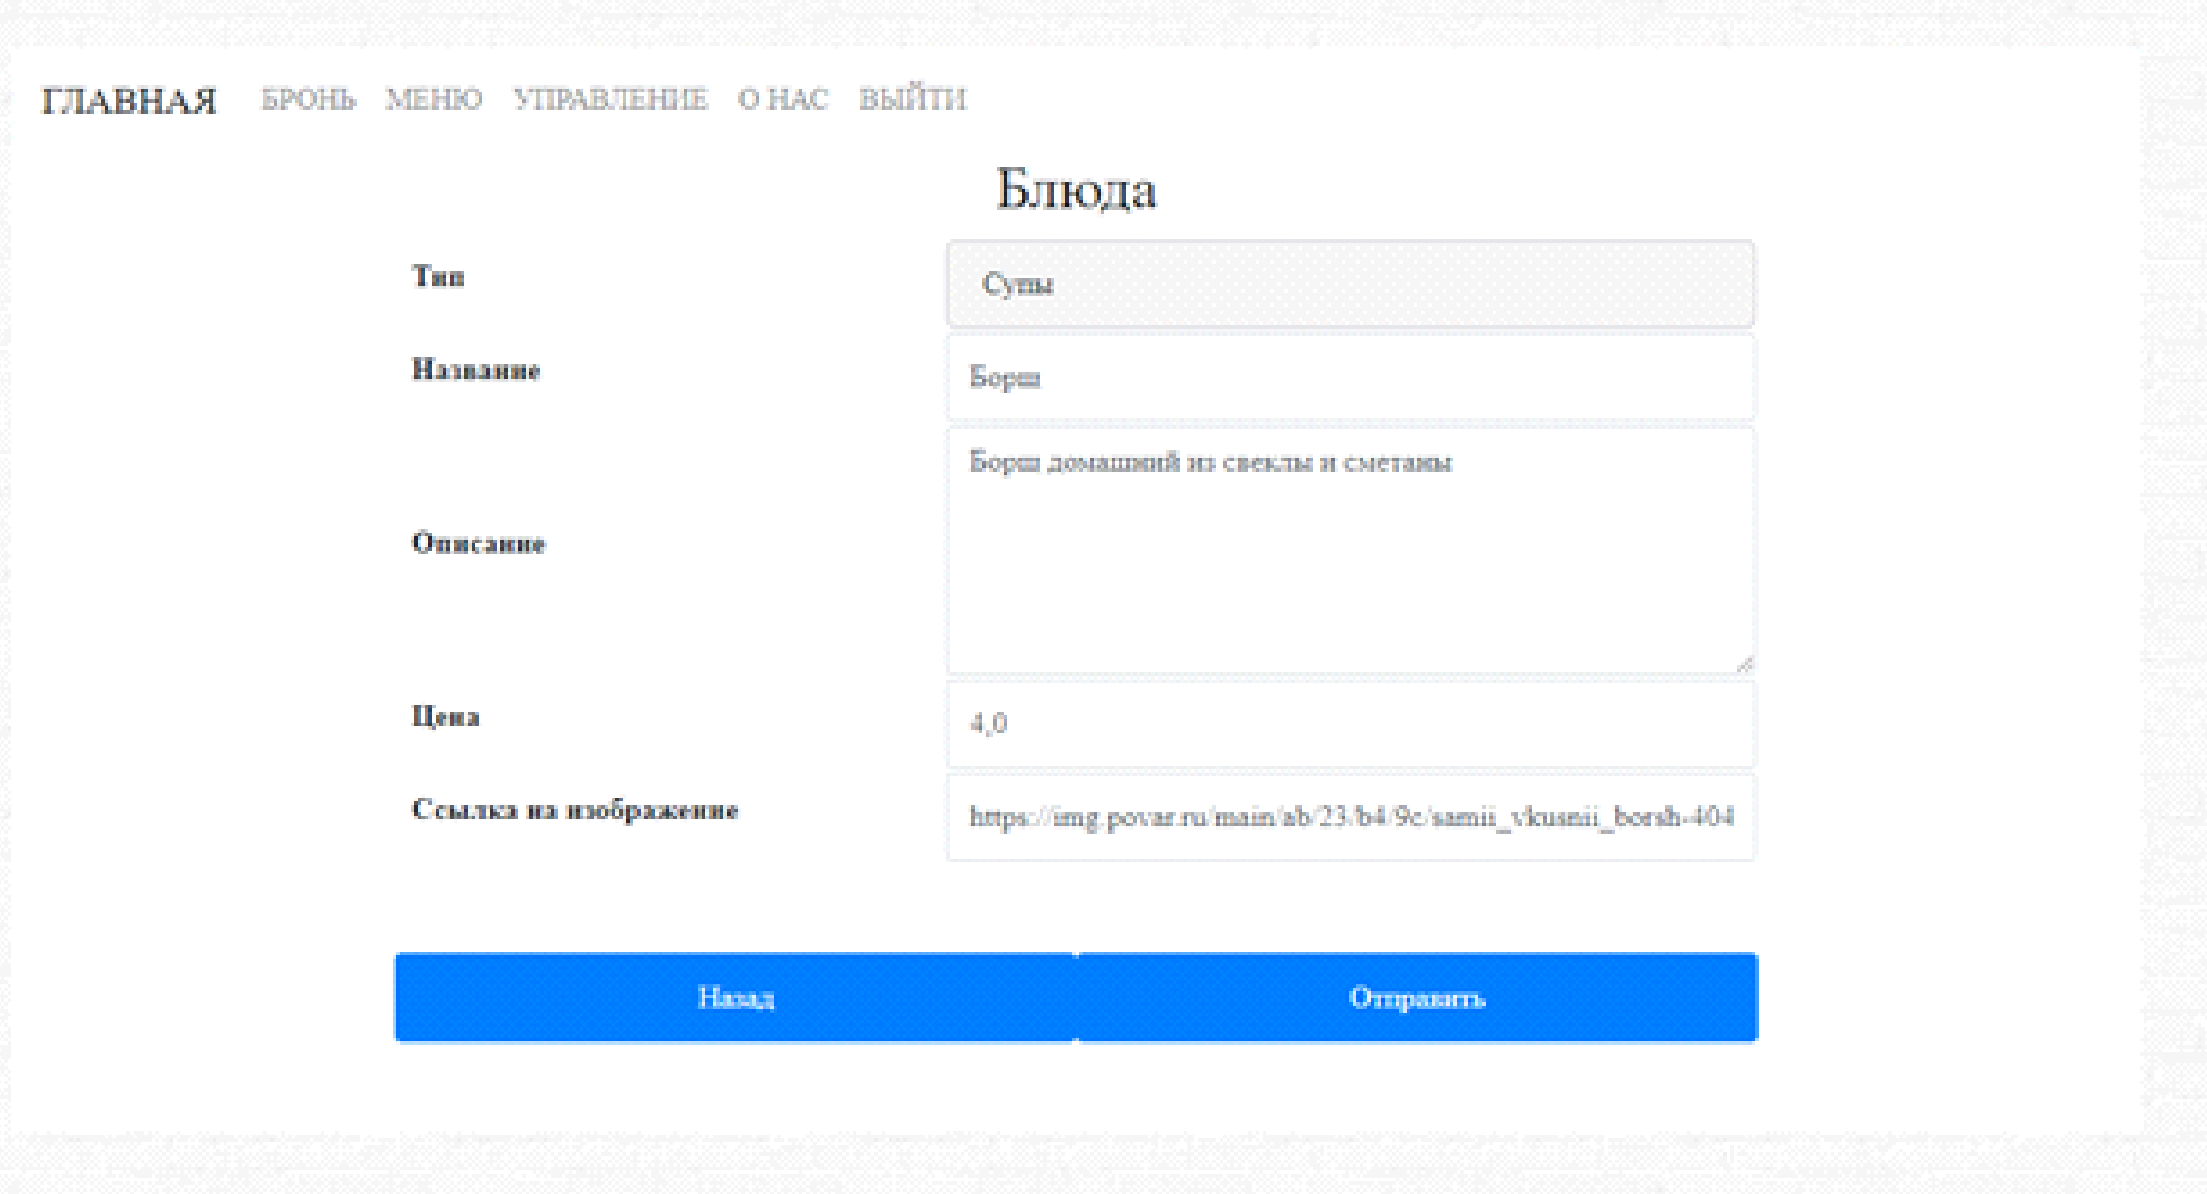 ГЛАВНАЯ БРОНЬ МЕНЮ УПРАВЛЕНИЕ О НАС ВЫЙТИ
Блюда
Тип Супы
Название Борщ
Борщ домашний из свеклы и сметаны
Описание
Цена 4,0
Ссылка на изображение https://img.povar.ru/main/ab/23/b4/9c/samii_vkusnii_borsh-404
Назад Отправить